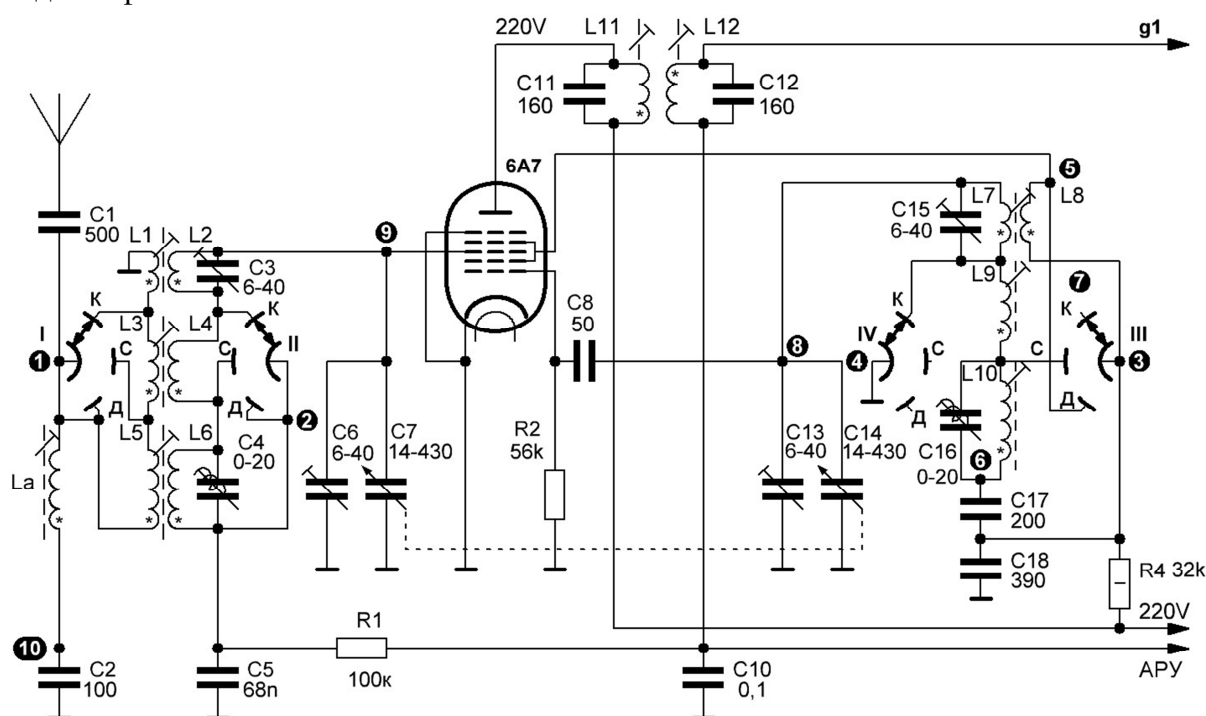 220V
L11
L12
g1
C11
160
C12
160
6A7
C1
500
L1
L2
9
C3
6-40
5
L7
L8
C15
6-40
K
K
I
L3
L4
II
L9
7
K
K
C8
50
8
IV
III
1
C
C
4
C
C
3
L10
Д
Д
2
Д
Д
L5
L6
C4
0-20
C6
6-40
C7
14-430
R2
56k
C13
6-40
C14
14-430
C16
0-20
6
La
C17
200
C18
390
R4 32k
220V
R1
100к
10
C2
100
C5
68n
C10
0,1
АРУ